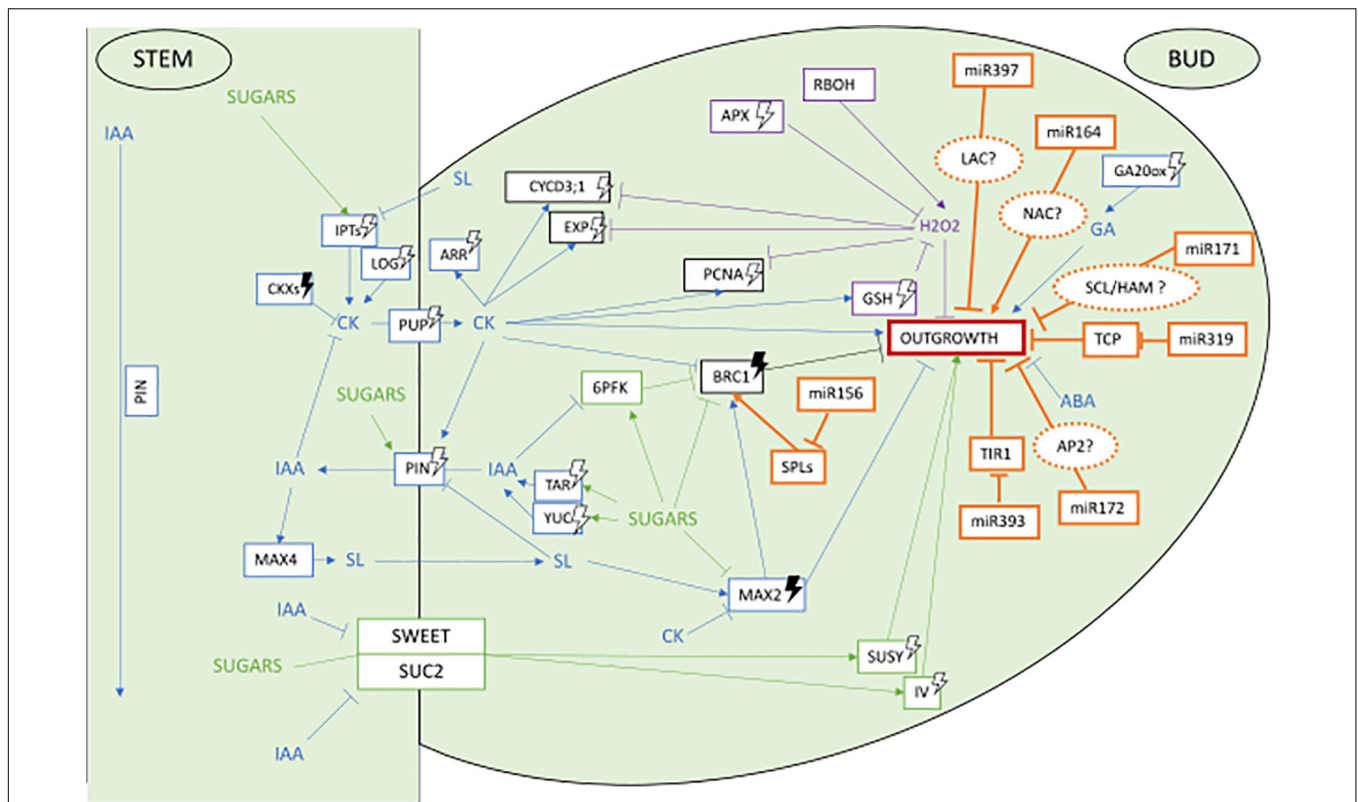 STEM
BUD
SUGARS
IAA
SL
IPTs
LOG
CKXs
CK
PUP
CK
ARR
CYCD3;1
EXP
APX
RBOH
miR397
LAC?
miR164
NAC?
GA20ox
GA
H2O2
miR171
SCL/HAM ?
PCNA
GSH
OUTGROWTH
TCP
miR319
BRC1
6PFK
miR156
SPLs
ABA
AP2?
TIR1
miR172
miR393
PIN
SUGARS
IAA
PIN
IAA
TAR
YUC
SUGARS
MAX4
SL
SL
MAX2
CK
IAA
SWEET
SUC2
SUGARS
SUSY
IV
IAA